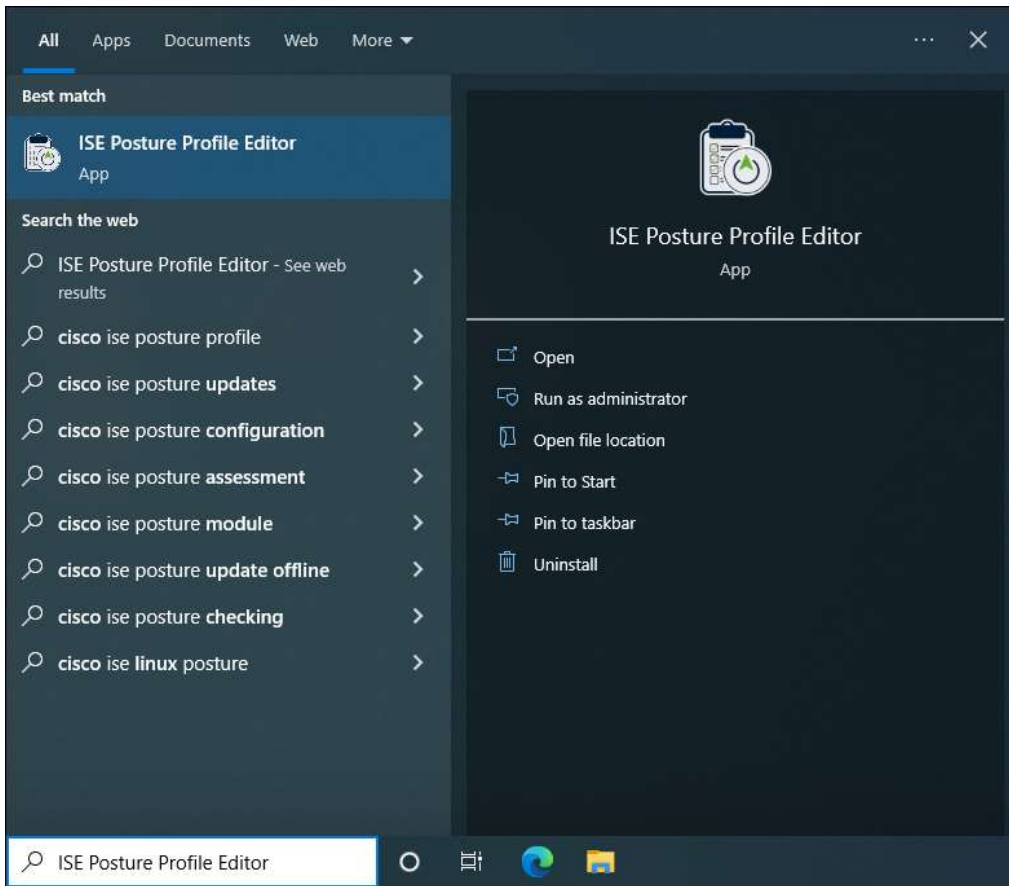 All Apps Documents Web More
Best match
ISE Posture Profile Editor
App
Search the web
ISE Posture Profile Editor - See web
results
cisco ise posture profile
cisco ise posture updates
cisco ise posture configuration
cisco ise posture assessment
cisco ise posture module
cisco ise posture update offline
cisco ise posture checking
cisco ise linux posture
ISE Posture Profile Editor
App
Open
Run as administrator
Open file location
Pin to Start
Pin to taskbar
Uninstall
ISE Posture Profile Editor